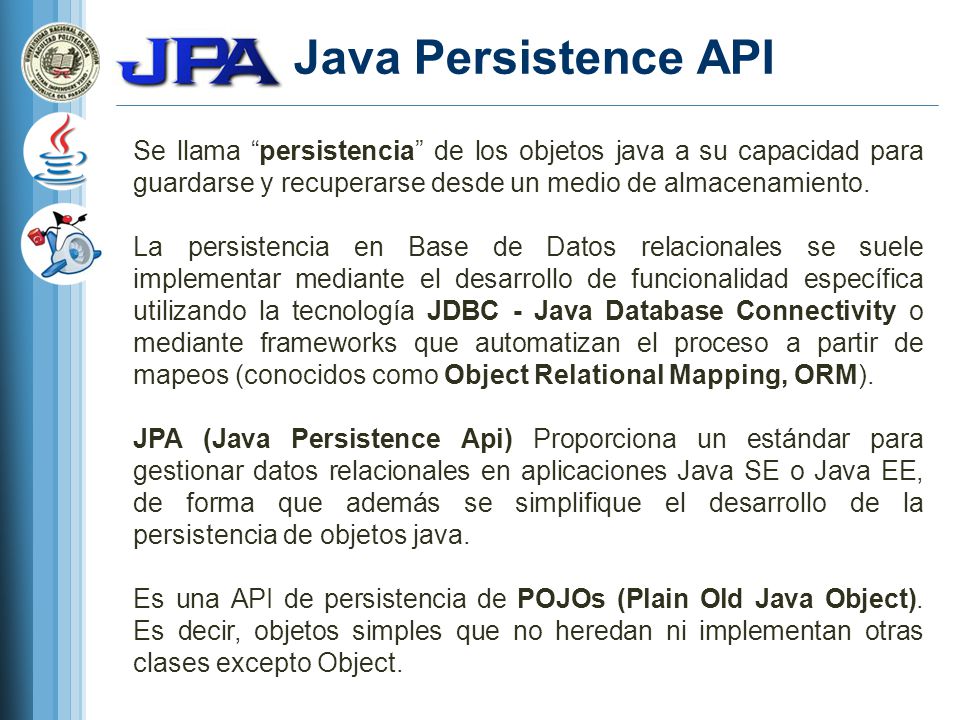 JPA Java Persistence API
Se llama “persistencia” de los objetos java a su capacidad para
guardarse y recuperarse desde un medio de almacenamiento.
La persistencia en Base de Datos relacionales se suele
implementar mediante el desarrollo de funcionalidad específica
utilizando la tecnología JDBC - Java Database Connectivity o
mediante frameworks que automatizan el proceso a partir de
mapeos (conocidos como Object Relational Mapping, ORM).
JPA (Java Persistence Api) Proporciona un estándar para
gestionar datos relacionales en aplicaciones Java SE o Java EE,
de forma que además se simplifique el desarrollo de la
persistencia de objetos java.
Es una API de persistencia de POJOs (Plain Old Java Object).
Es decir, objetos simples que no heredan ni implementan otras
clases excepto Object.